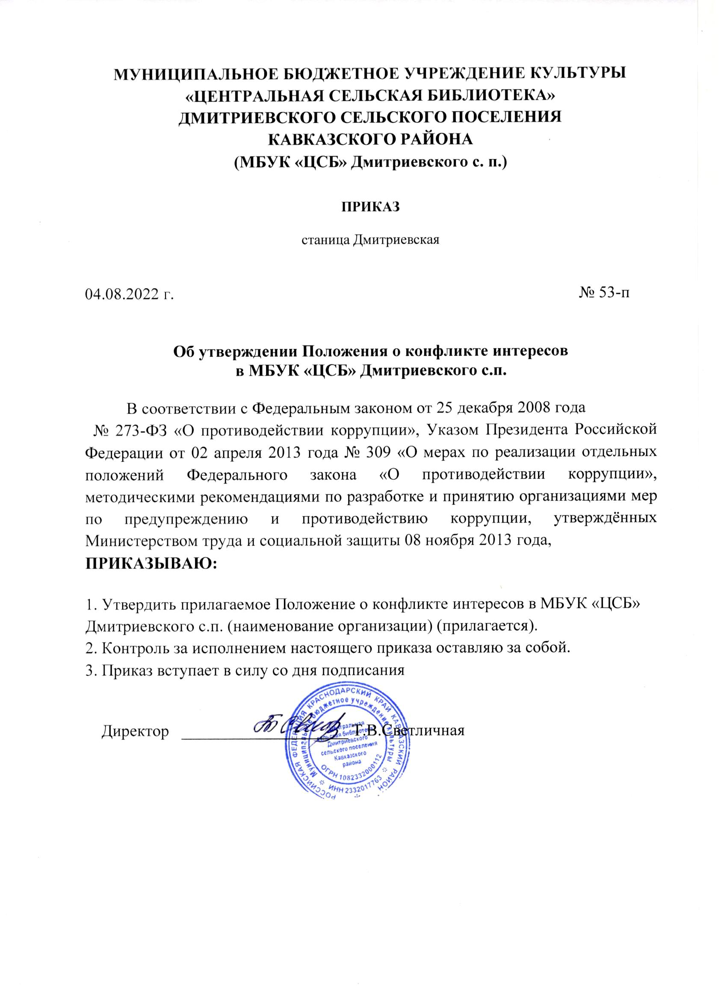 МУНИЦИПАЛЬНОЕ БЮДЖЕТНОЕ УЧРЕЖДЕНИЕ КУЛЬТУРЫ
«ЦЕНТРАЛЬНАЯ СЕЛЬСКАЯ БИБЛИОТЕКА»
ДМИТРИЕВСКОГО СЕЛЬСКОГО ПОСЕЛЕНИЯ
КАВКАЗСКОГО РАЙОНА
(МБУК «ЦСБ» Дмитриевского с. п.)
ПРИКАЗ
станица Дмитриевская
04.08.2022 г. № 53-п
Об утверждении Положения о конфликте интересов
в МБУК «ЦСБ» Дмитриевского с.п.
В соответствии с Федеральным законом от 25 декабря 2008 года
№ 273-ФЗ «О противодействии коррупции», Указом Президента Российской
Федерации от 02 апреля 2013 года № 309 «О мерах по реализации отдельных
положений Федерального закона «О противодействии коррупции»,
методическими рекомендациями по разработке и принятию организациями мер
по предупреждению и противодействию коррупции, утверждённых
Министерством труда и социальной защиты 08 ноября 2013 года,
ПРИКАЗЫВАЮ:
1. Утвердить прилагаемое Положение о конфликте интересов в МБУК «ЦСБ»
Дмитриевского с.п. (наименование организации) (прилагается).
2. Контроль за исполнением настоящего приказа оставляю за собой.
3. Приказ вступает в силу со дня подписания
Директор Т.В.Светличная
РОССИЙСКАЯ ФЕДЕРАЦИЯ КРАСНОДАРСКИЙ КРАЙ КАВКАЗСКИЙ РАЙОН
Муниципальное бюджетное учреждение культуры
ИНН 2332017763
Центральная
сельская библиотека
Дмитриевского
сельского поселения
Кавказского
района
ОГРН 1082332000112